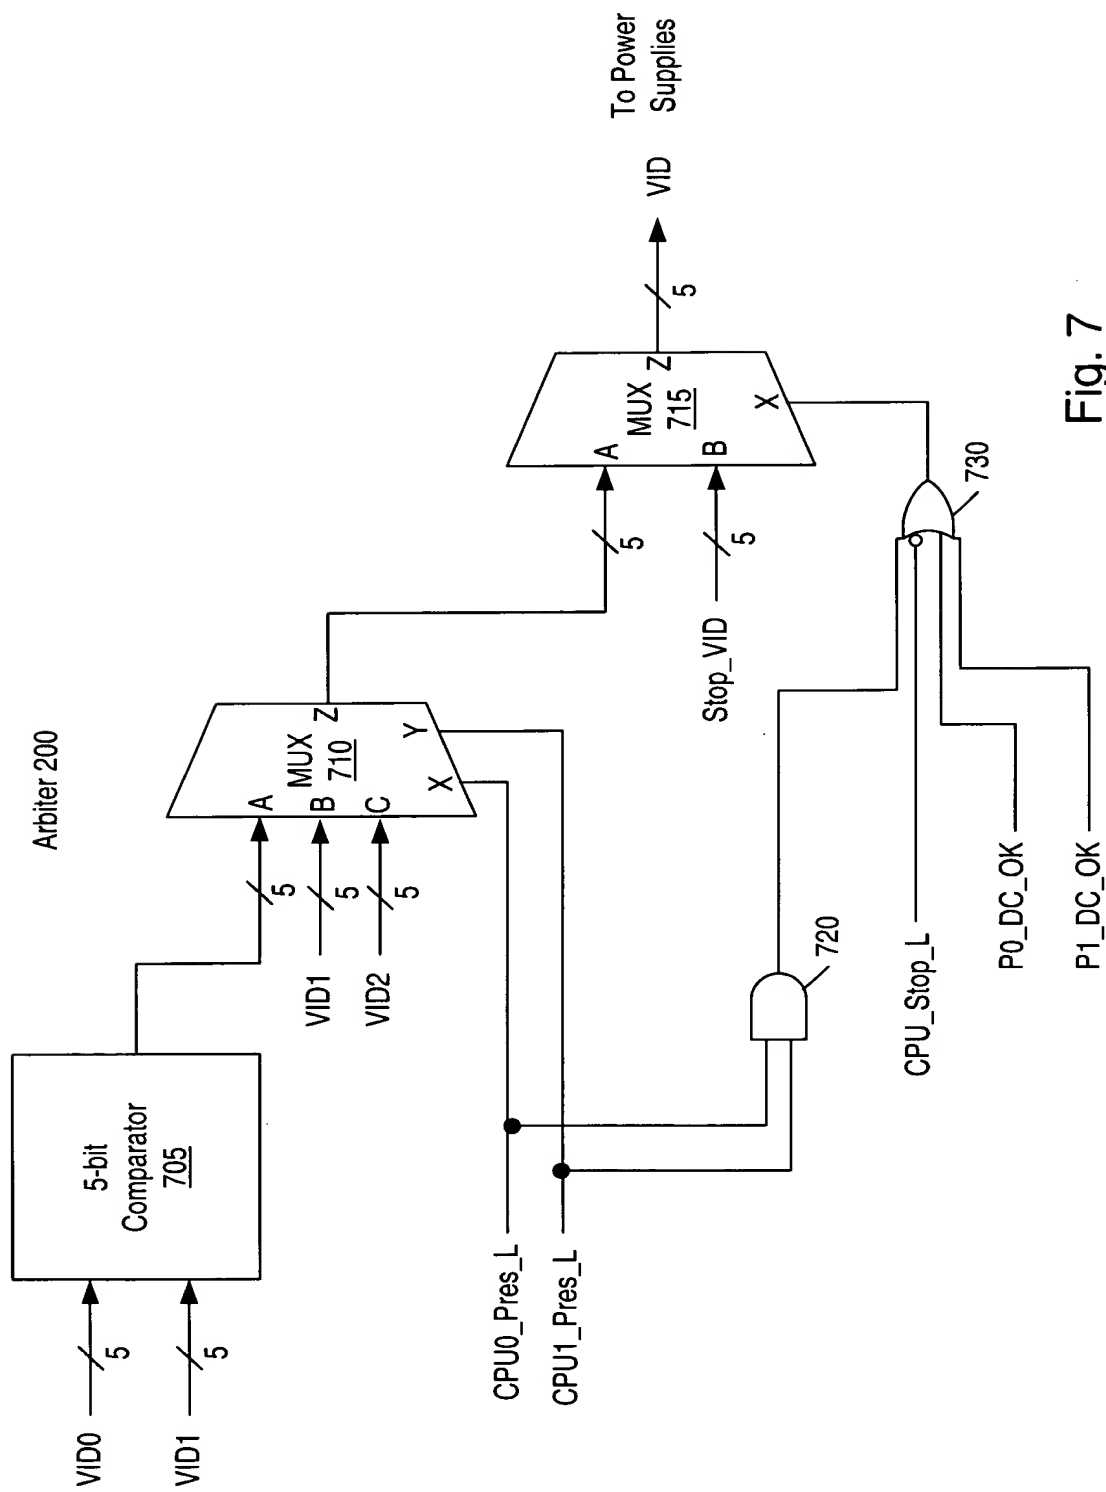 Arbiter 200
VID0
5
VID1
5
5-bit
Comparator
705
5
VID1
5
VID2
5
A
B
C
MUX
710
Z
X
Y
CPU0_Pres_L
CPU1_Pres_L
720
Stop_VID
5
5
A
B
MUX
715
Z
X
5
VID
To Power
Supplies
CPU_Stop_L
P0_DC_OK
P1_DC_OK
730
Fig. 7